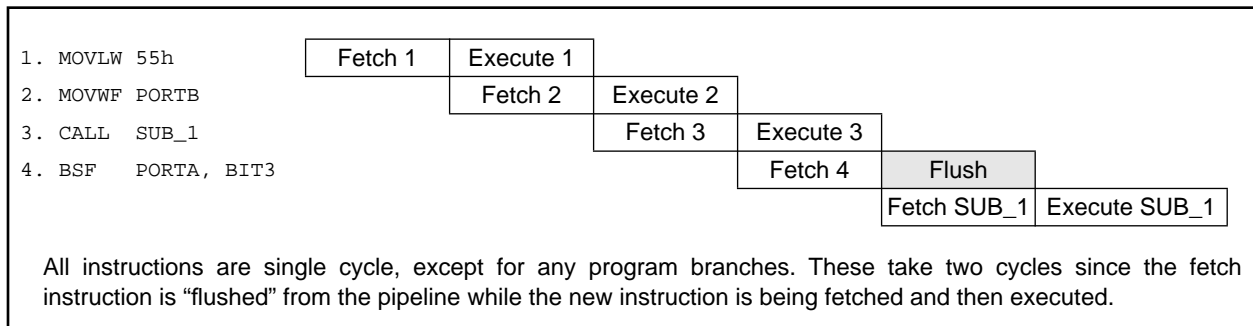 1. MOVLW 55h Fetch 1 Execute 1
2. MOVWF PORTB Fetch 2 Execute 2
3. CALL SUB_1 Fetch 3 Execute 3
4. BSF PORTA, BIT3 Fetch 4 Flush
Fetch SUB_1 Execute SUB_1
All instructions are single cycle, except for any program branches. These take two cycles since the fetch
instruction is “flushed” from the pipeline while the new instruction is being fetched and then executed.